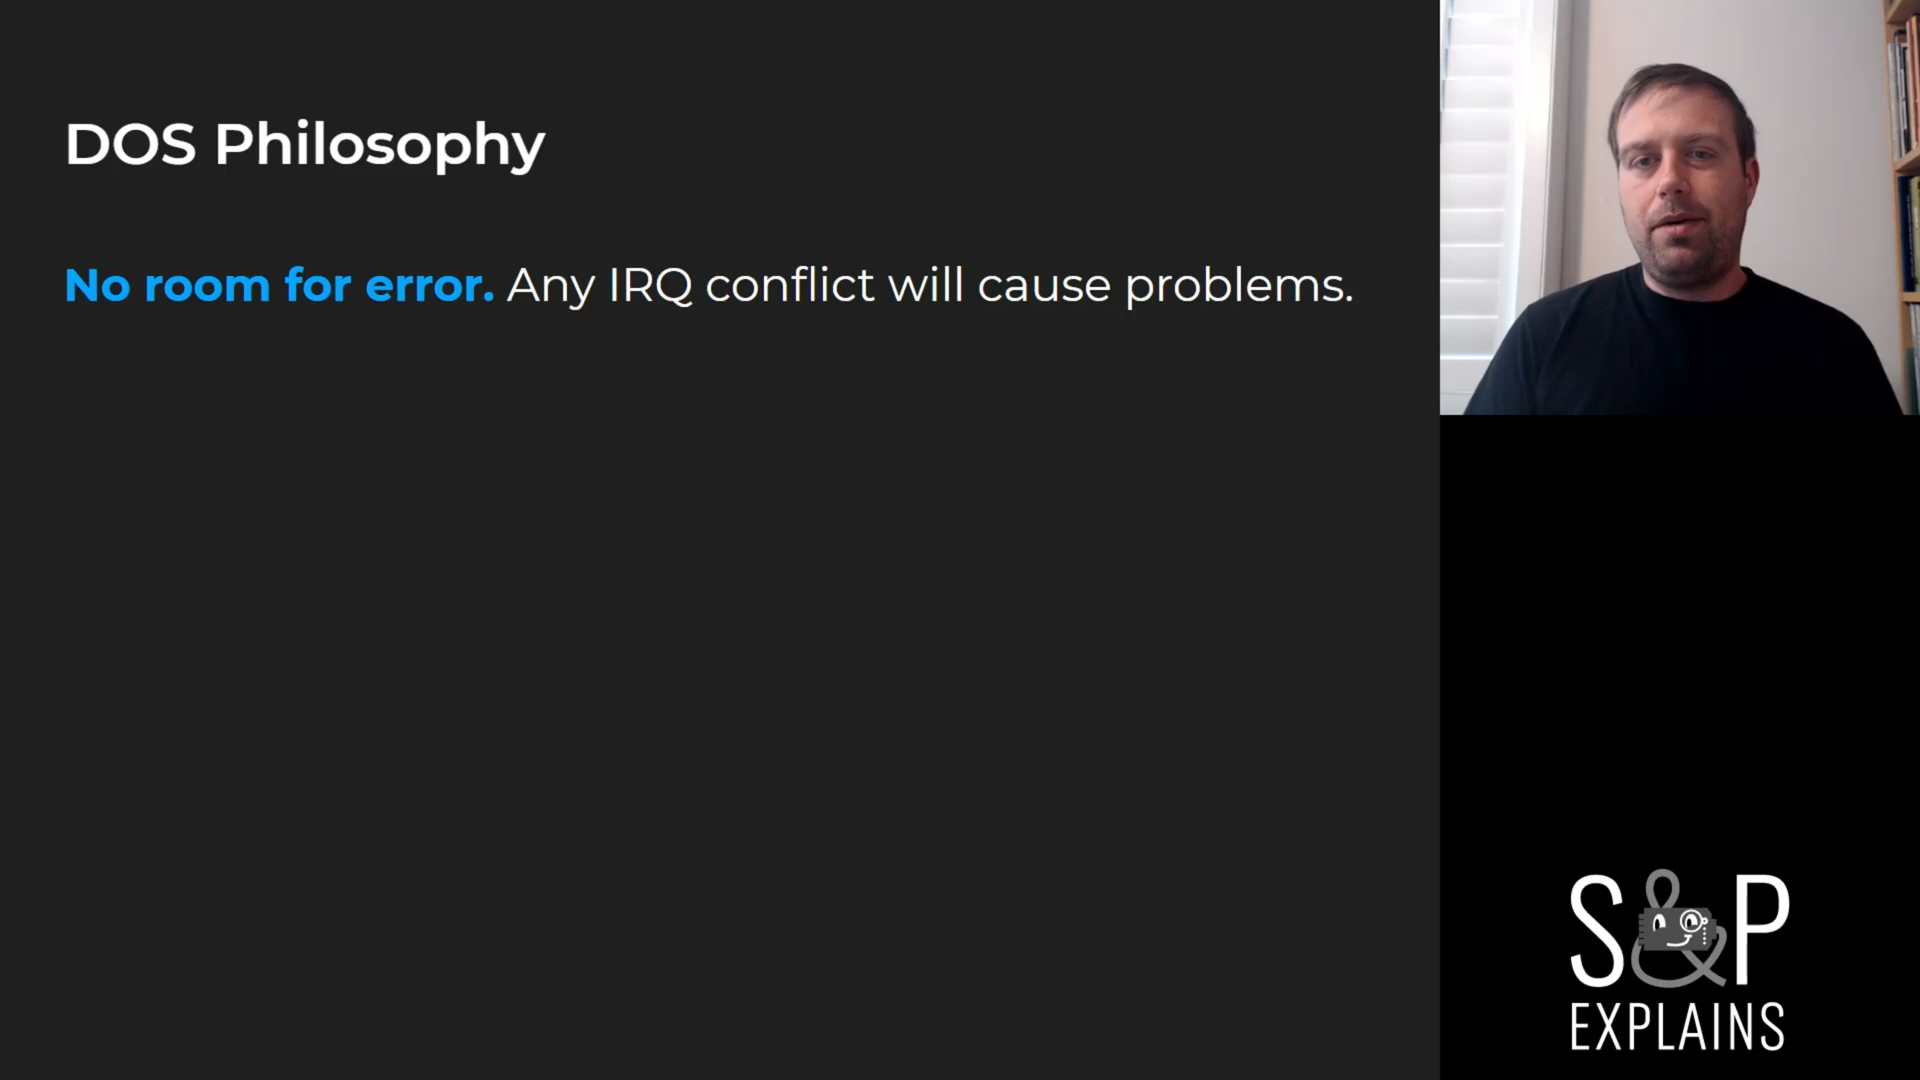 DOS Philosophy
No room for error. Any IRQ conflict will cause problems.
S&P
EXPLAINS